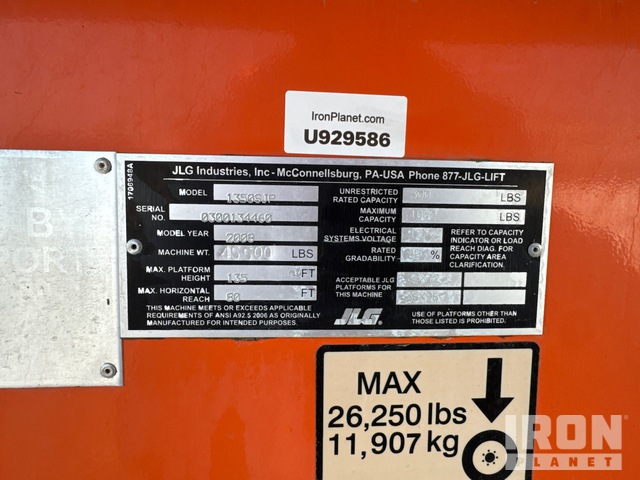 IronPlanet.com
U929586
1706948A
JLG Industries, Inc - McConnellsburg, PA-USA Phone 877-JLG-LIFT
MODEL 1350SJP
SERIAL NO. 0300134460
MODEL YEAR 2008
MACHINE WT. LBS
MAX. PLATFORM HEIGHT 135 FT
MAX. HORIZONTAL REACH 80 FT
THIS MACHINE MEETS OR EXCEEDS APPLICABLE
REQUIREMENTS OF ANSI A92.5 2006 AS ORIGINALLY
MANUFACTURED FOR INTENDED APPLICATION.
UNRESTRICTED RATED CAPACITY 500 LBS
MAXIMUM CAPACITY LBS
ELECTRICAL SYSTEMS VOLTAGE
RATED GRADABILITY %
REFER TO CAPACITY
INDICATOR OR LOAD
REACH DIAG. FOR
CAPACITY AREA
CLARIFICATION.
ACCEPTABLE JLG
PLATFORMS FOR
THIS MACHINE
JLG
USE OF PLATFORMS OTHER THAN
THOSE LISTED IS PROHIBITED.
MAX
26,250 lbs
11,907 kg
IRON
PLANET